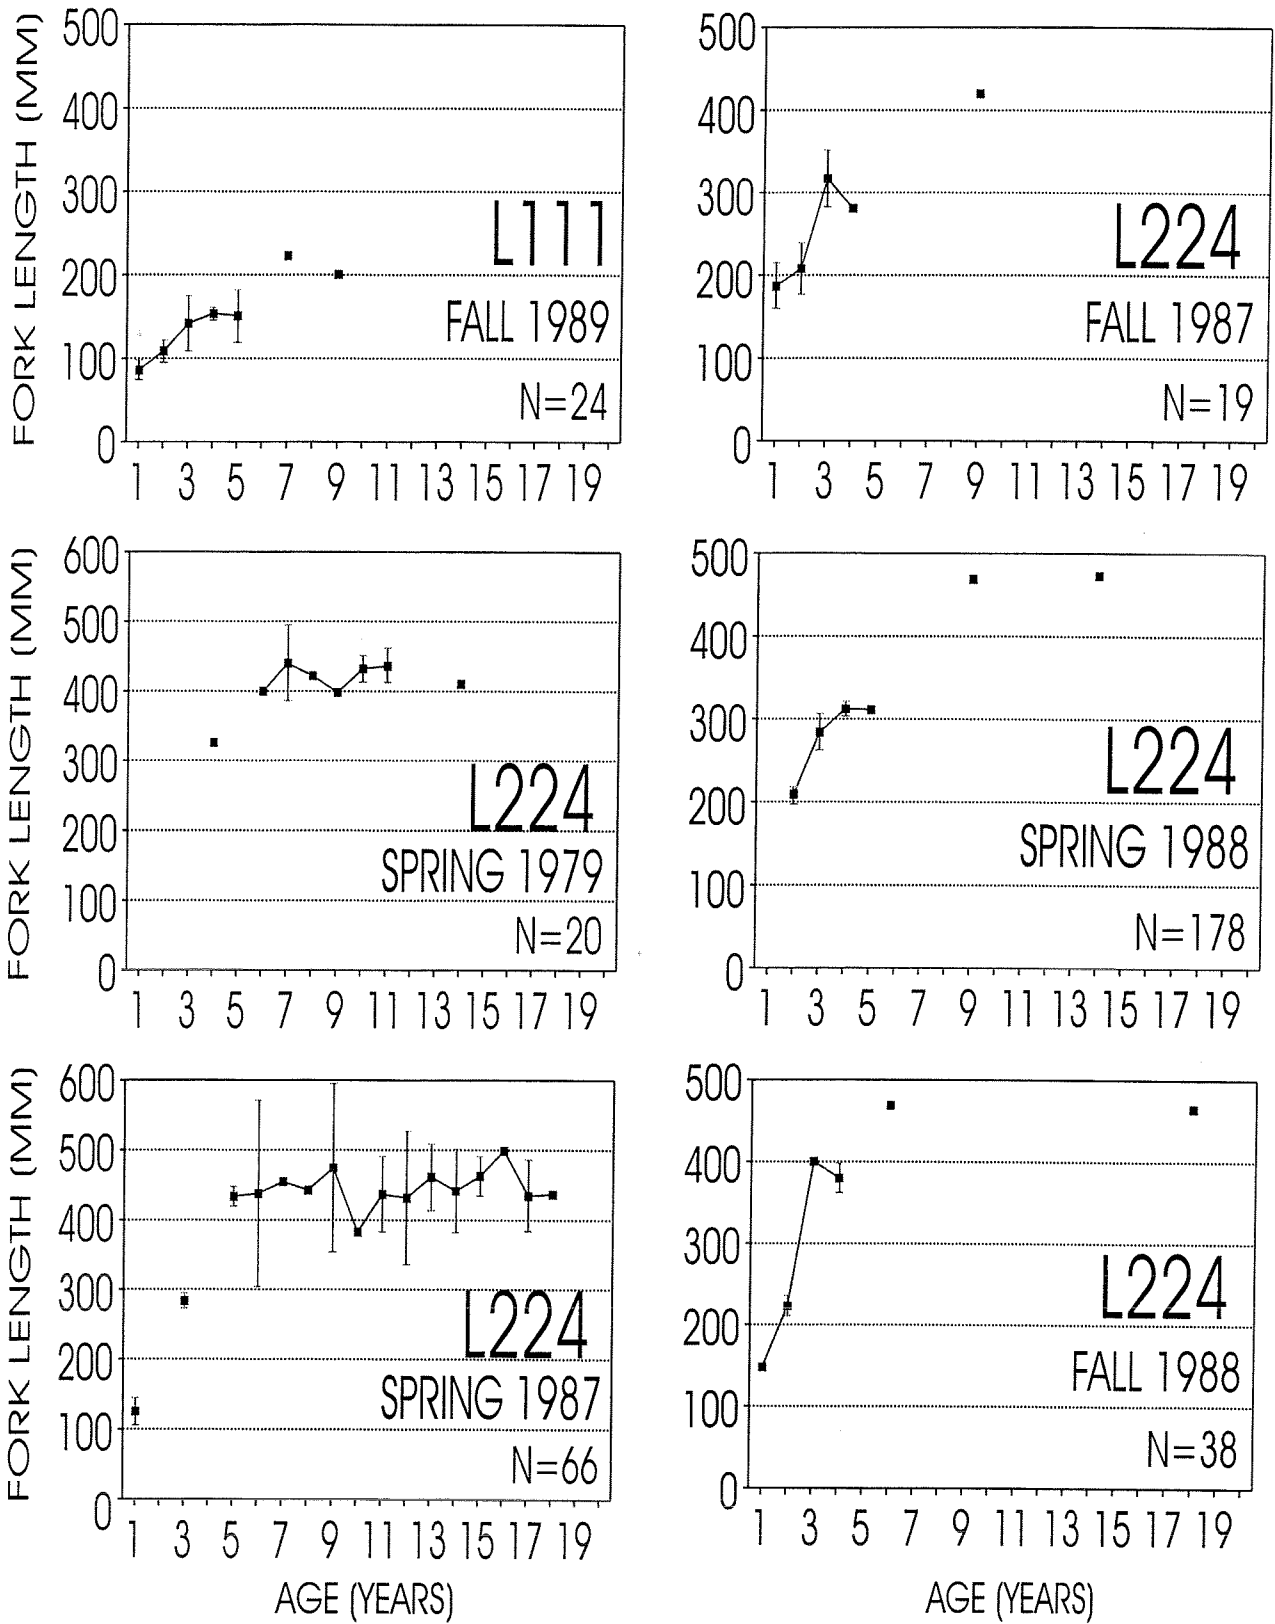 FORK LENGTH (MM)
500
400
300
200
100
0
L111
FALL 1989
N=24
1 3 5 7 9 11 13 15 17 19
500
400
300
200
100
0
L224
FALL 1987
N=19
1 3 5 7 9 11 13 15 17 19
FORK LENGTH (MM)
600
500
400
300
200
100
0
L224
SPRING 1979
N=20
1 3 5 7 9 11 13 15 17 19
500
400
300
200
100
0
L224
SPRING 1988
N=178
1 3 5 7 9 11 13 15 17 19
FORK LENGTH (MM)
600
500
400
300
200
100
0
L224
SPRING 1987
N=66
1 3 5 7 9 11 13 15 17 19
AGE (YEARS)
500
400
300
200
100
0
L224
FALL 1988
N=38
1 3 5 7 9 11 13 15 17 19
AGE (YEARS)